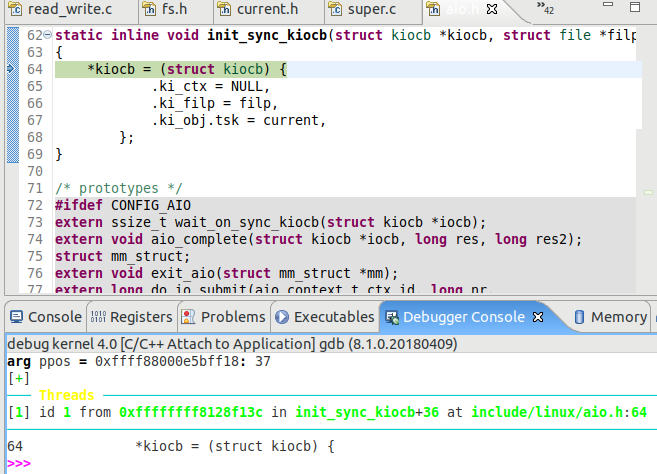 read_write.c fs.h current.h super.c aio.h »42
62 static inline void init_sync_kiocb(struct kiocb *kiocb, struct file *filp
63 {
64 *kiocb = (struct kiocb) {
65 .ki_ctx = NULL,
66 .ki_filp = filp,
67 .ki_obj.tsk = current,
68 };
69 }
70
71 /* prototypes */
72 #ifdef CONFIG_AIO
73 extern ssize_t wait_on_sync_kiocb(struct kiocb *iocb);
74 extern void aio_complete(struct kiocb *iocb, long res, long res2);
75 struct mm_struct;
76 extern void exit_aio(struct mm_struct *mm);
77 extern long do_io_submit(aio_context_t ctx_id, long nr,
Console Registers Problems Executables Debugger Console Memory
debug kernel 4.0 [C/C++ Attach to Application] gdb (8.1.0.20180409)
arg ppos = 0xffff88000e5bff18: 37
[+]
Threads
[1] id 1 from 0xffffffff8128f13c in init_sync_kiocb+36 at include/linux/aio.h:64
64 *kiocb = (struct kiocb) {
>>>